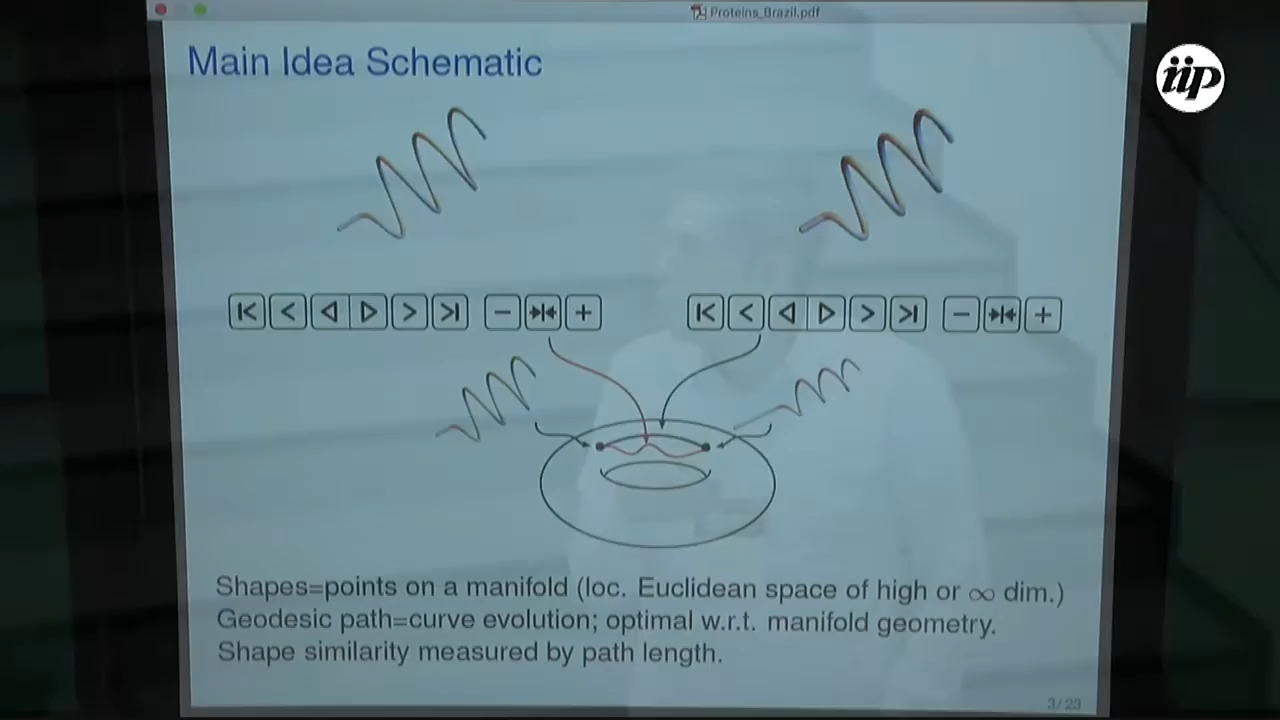 Proteins_Brazil.pdf
iip
Main Idea Schematic
Shapes=points on a manifold (loc. Euclidean space of high or ∞ dim.)
Geodesic path=curve evolution; optimal w.r.t. manifold geometry.
Shape similarity measured by path length.
3 / 23